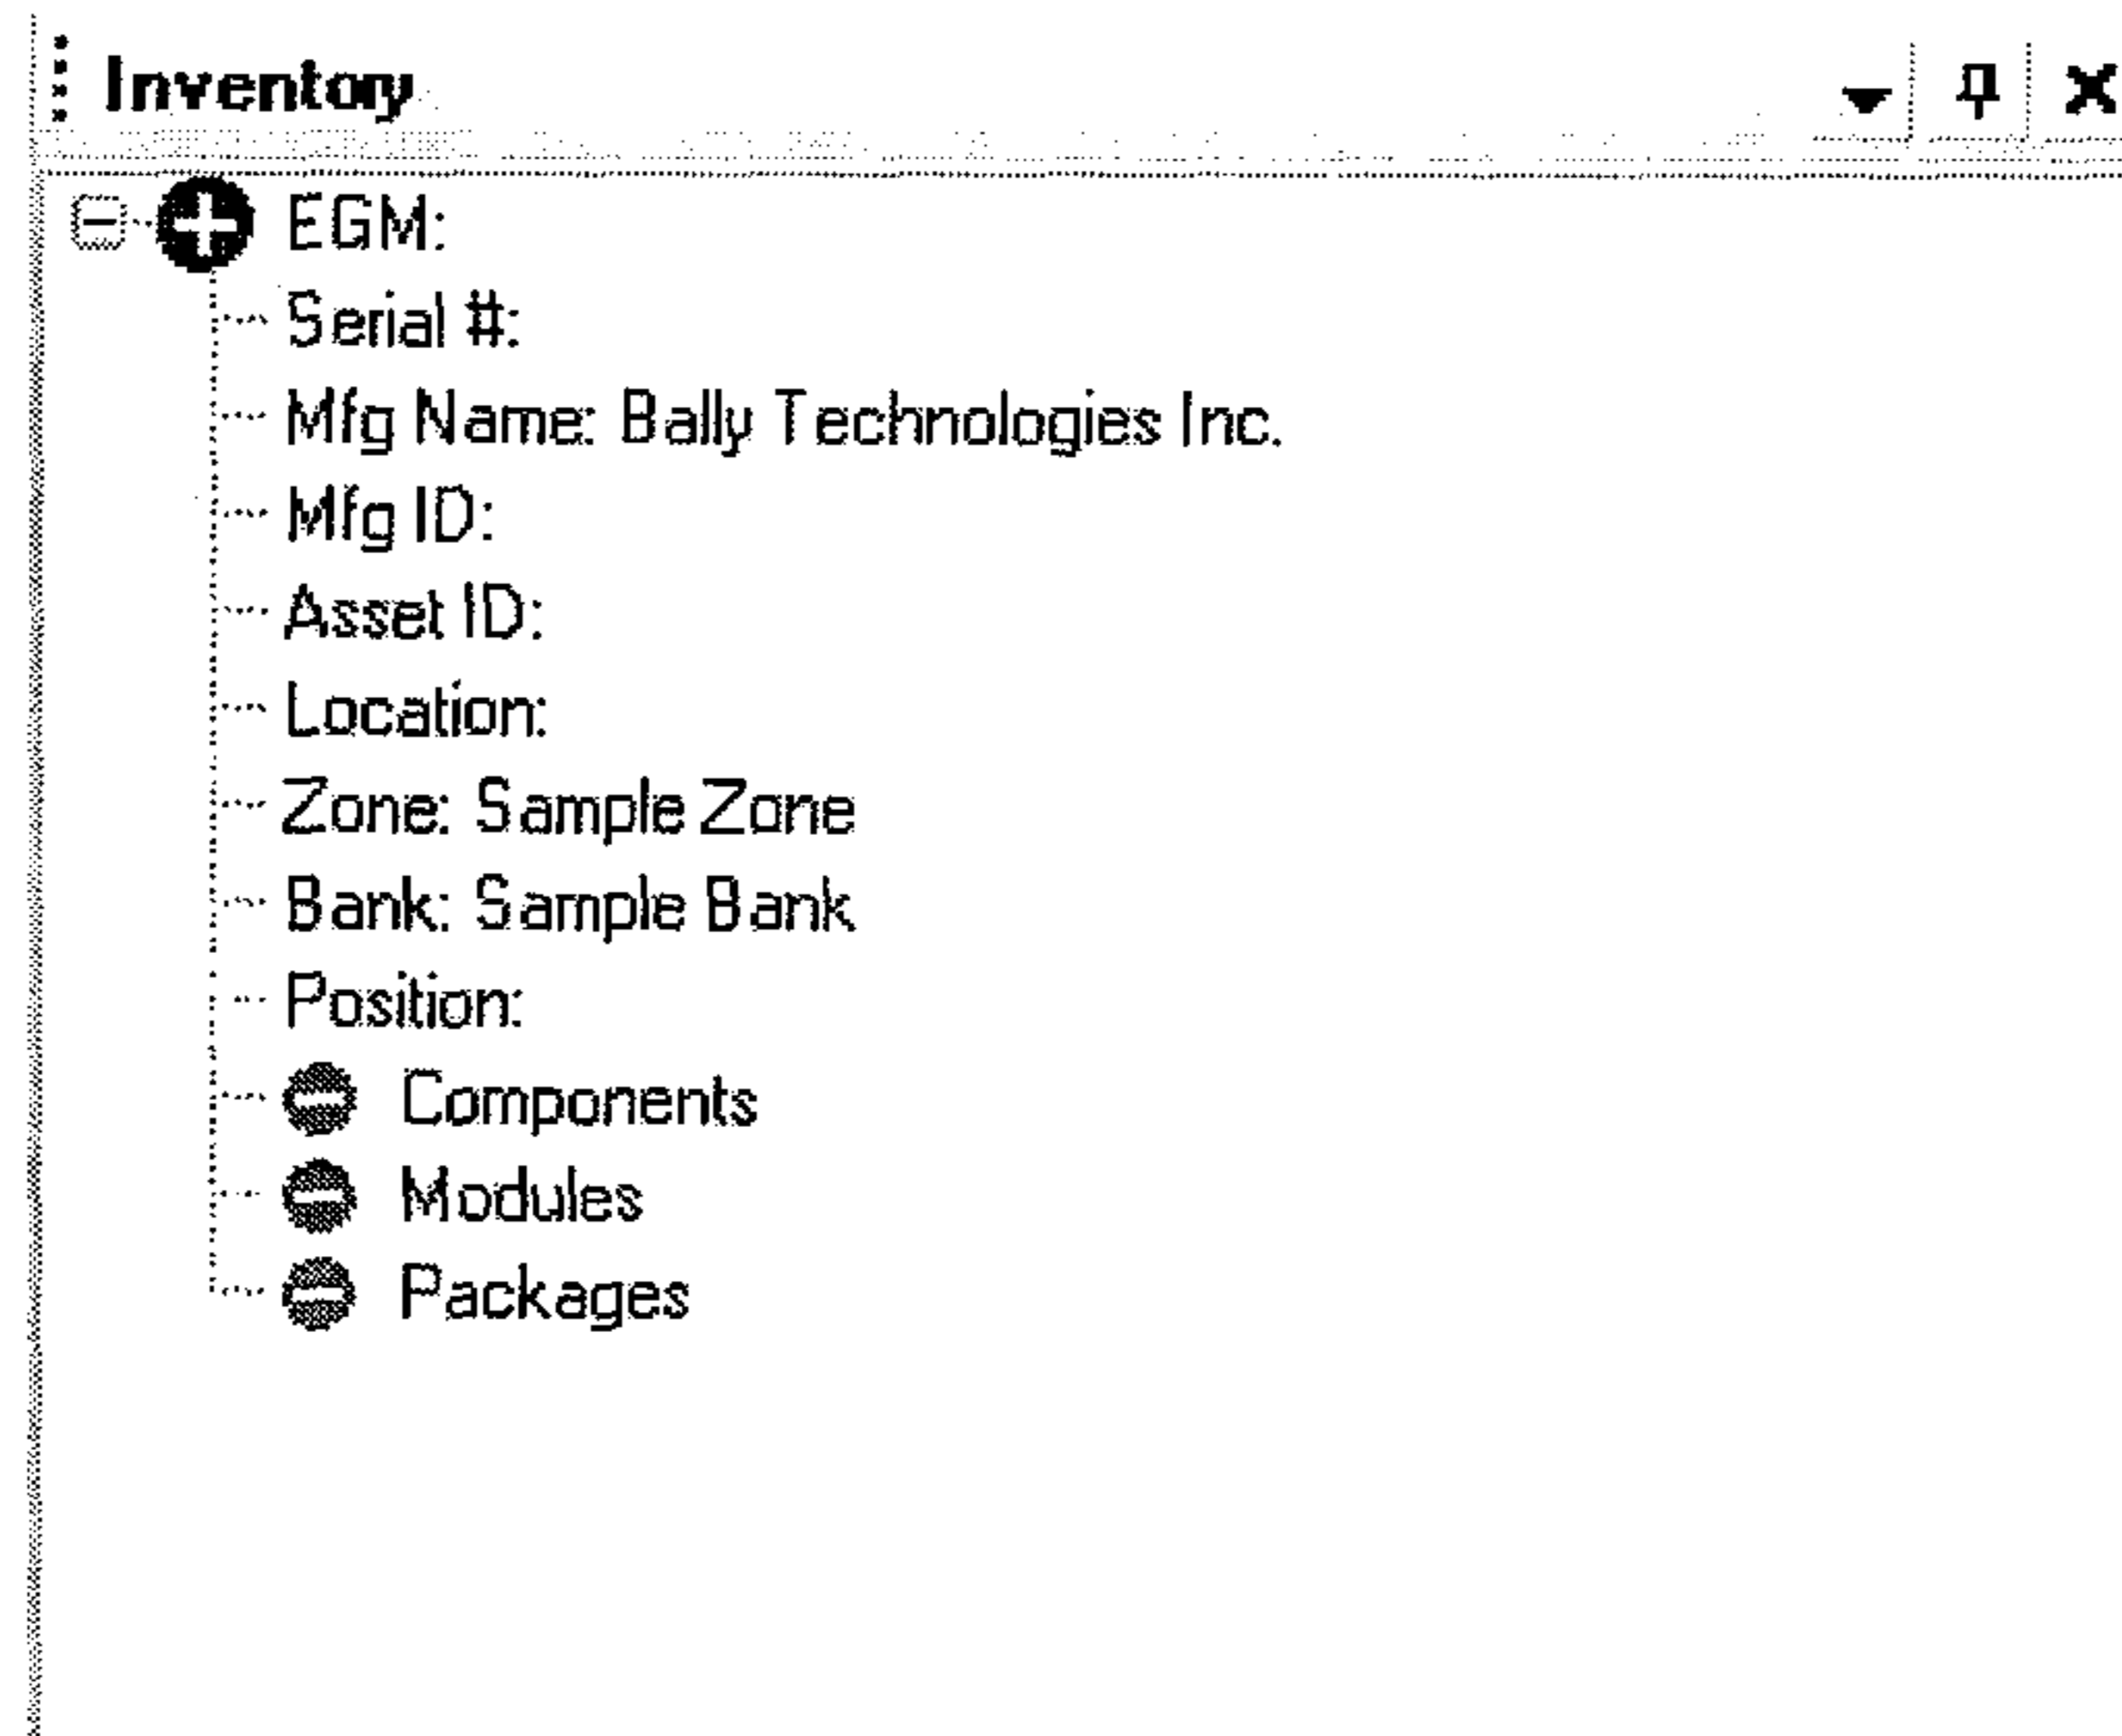 Inventory
EGM:
Serial #:
Mfg Name: Bally Technologies Inc.
Mfg ID:
Asset ID:
Location:
Zone: Sample Zone
Bank: Sample Bank
Position:
Components
Modules
Packages